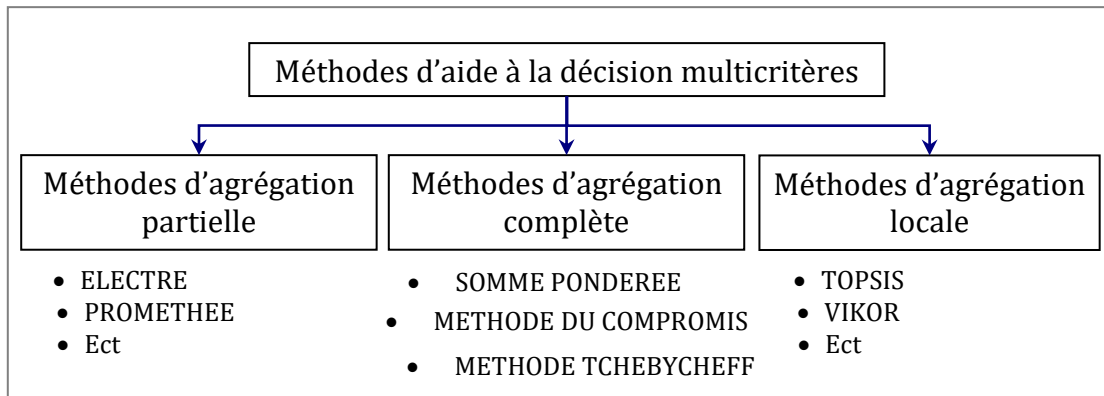 Méthodes d’aide à la décision multicritères
Méthodes d’agrégation
partielle
• ELECTRE
• PROMETHEE
• Ect
Méthodes d’agrégation
complète
• SOMME PONDEREE
• METHODE DU COMPROMIS
• METHODE TCHEBYCHEFF
Méthodes d’agrégation
locale
• TOPSIS
• VIKOR
• Ect